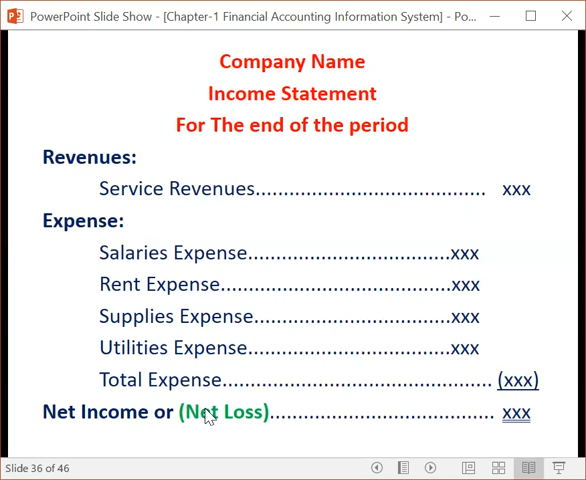 PowerPoint Slide Show - [Chapter-1 Financial Accounting Information System] - Po...
Company Name
Income Statement
For The end of the period
Revenues:
Service Revenues......................................... xxx
Expense:
Salaries Expense....................................xxx
Rent Expense.........................................xxx
Supplies Expense...................................xxx
Utilities Expense....................................xxx
Total Expense................................................ (xxx)
Net Income or (Net Loss)........................................ xxx
Slide 36 of 46